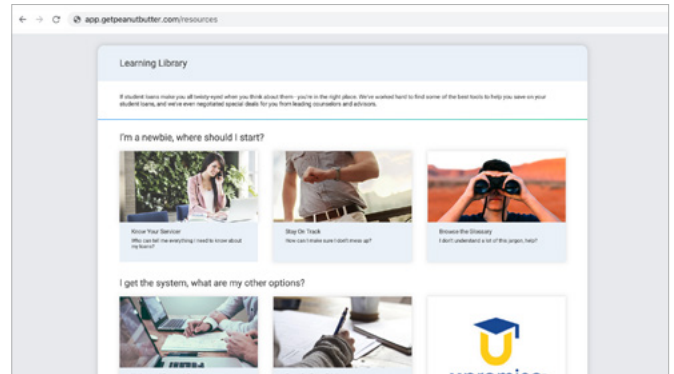 app.getpeanutbutter.com/resources
Learning Library
If student loans make you all twisty-eyed when you think about them - you're in the right place. We've worked hard to find some of the best tools to help you save on your
student loans, and we've even negotiated special deals for you from leading counselors and advisors.
I'm a newbie, where should I start?
Know Your Servicer
Who can tell me everything I need to know about
my loans?
Stay On Track
How can I make sure I don't mess up?
Browse the Glossary
I don't understand a lot of this jargon, help?
I get the system, what are my other options?